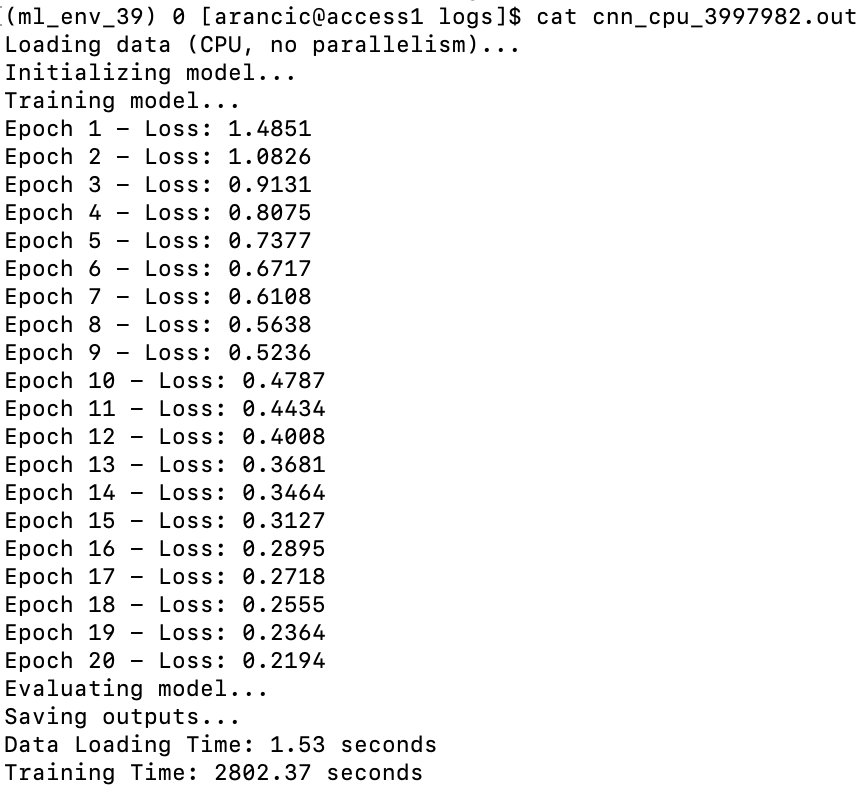 (ml_env_39) 0 [arancic@access1 logs]$ cat cnn_cpu_3997982.out
Loading data (CPU, no parallelism)...
Initializing model...
Training model...
Epoch 1 – Loss: 1.4851
Epoch 2 – Loss: 1.0826
Epoch 3 – Loss: 0.9131
Epoch 4 – Loss: 0.8075
Epoch 5 – Loss: 0.7377
Epoch 6 – Loss: 0.6717
Epoch 7 – Loss: 0.6108
Epoch 8 – Loss: 0.5638
Epoch 9 – Loss: 0.5236
Epoch 10 – Loss: 0.4787
Epoch 11 – Loss: 0.4434
Epoch 12 – Loss: 0.4008
Epoch 13 – Loss: 0.3681
Epoch 14 – Loss: 0.3464
Epoch 15 – Loss: 0.3127
Epoch 16 – Loss: 0.2895
Epoch 17 – Loss: 0.2718
Epoch 18 – Loss: 0.2555
Epoch 19 – Loss: 0.2364
Epoch 20 – Loss: 0.2194
Evaluating model...
Saving outputs...
Data Loading Time: 1.53 seconds
Training Time: 2802.37 seconds